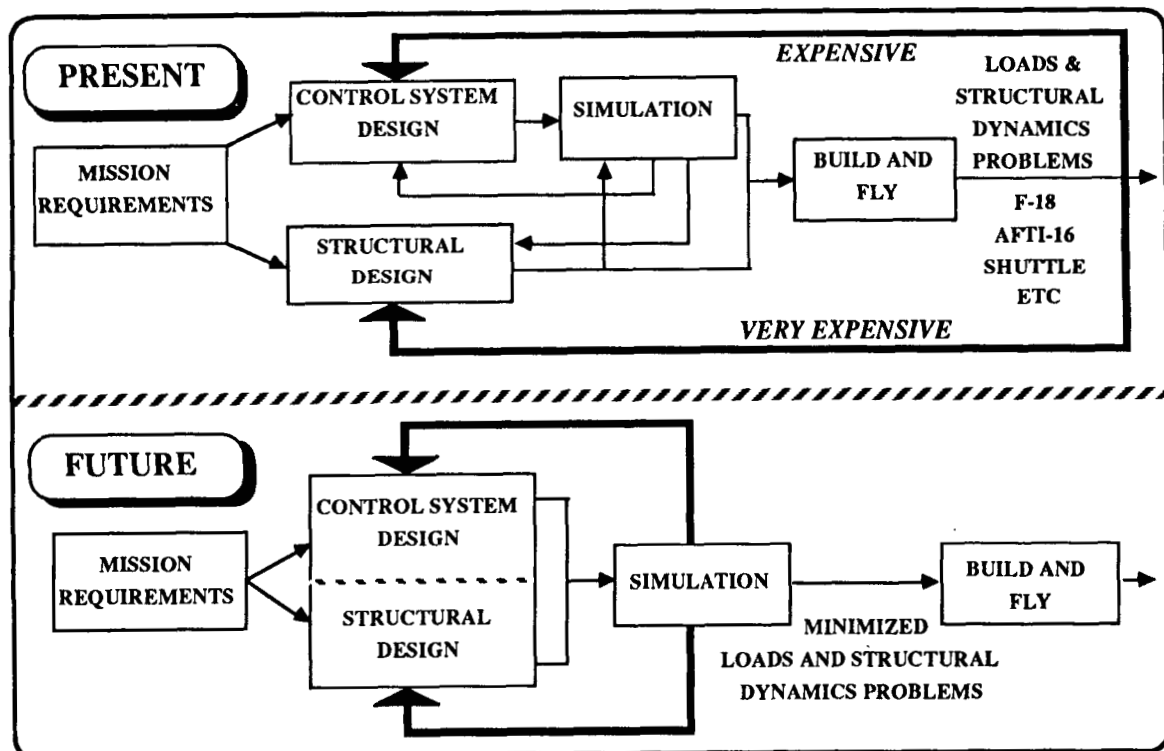 PRESENT
MISSION
REQUIREMENTS
CONTROL SYSTEM
DESIGN
STRUCTURAL
DESIGN
SIMULATION
BUILD AND
FLY
EXPENSIVE
LOADS &
STRUCTURAL
DYNAMICS
PROBLEMS
F-18
AFTI-16
SHUTTLE
ETC
VERY EXPENSIVE
FUTURE
MISSION
REQUIREMENTS
CONTROL SYSTEM
DESIGN
STRUCTURAL
DESIGN
SIMULATION
MINIMIZED
LOADS AND STRUCTURAL
DYNAMICS PROBLEMS
BUILD AND
FLY